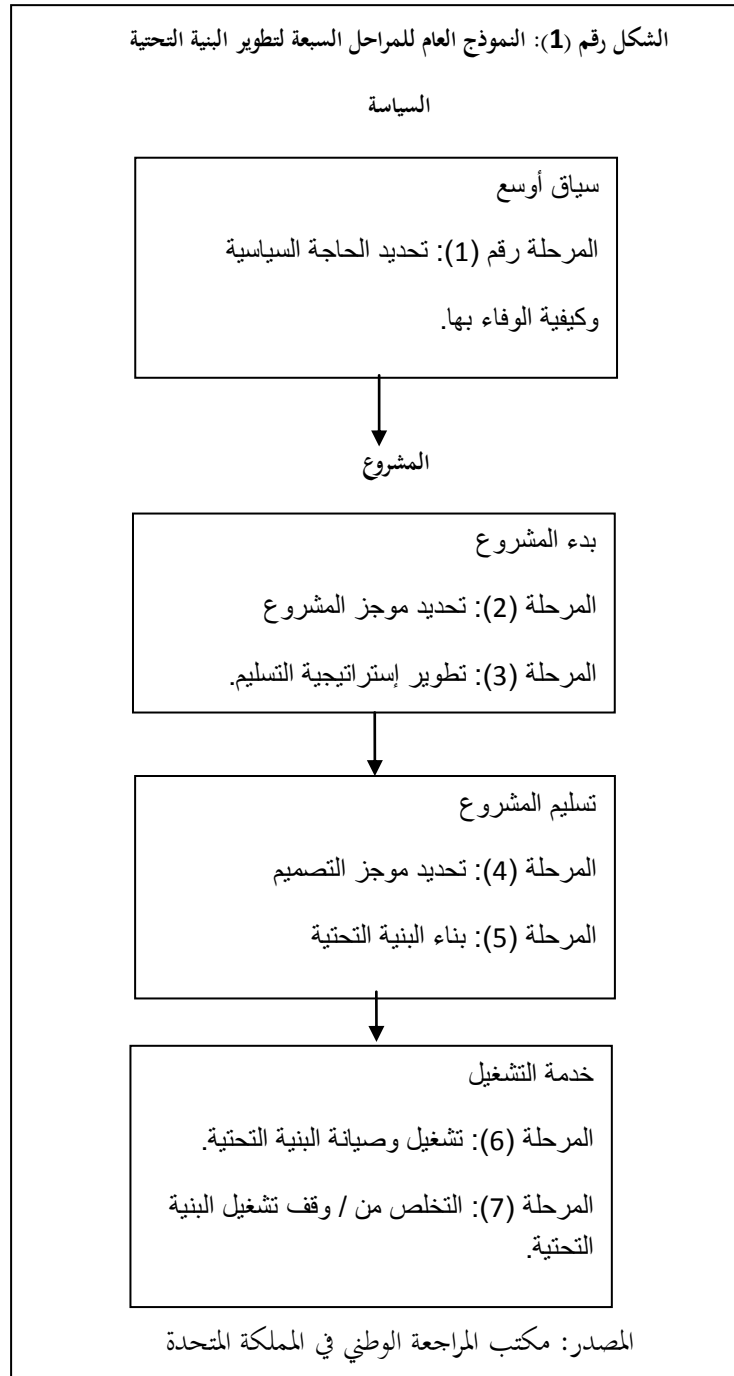 الشكل رقم (1): النموذج العام للمراحل السبعة لتطوير البنية التحتية
السياسة
سياق أوسع
المرحلة رقم (1): تحديد الحاجة السياسية
وكيفية الوفاء بها.
المشروع
بدء المشروع
المرحلة (2): تحديد موجز المشروع
المرحلة (3): تطوير إستراتيجية التسليم.
تسليم المشروع
المرحلة (4): تحديد موجز التصميم
المرحلة (5): بناء البنية التحتية
خدمة التشغيل
المرحلة (6): تشغيل وصيانة البنية التحتية.
المرحلة (7): التخلص من / وقف تشغيل البنية
التحتية.
المصدر: مكتب المراجعة الوطني في المملكة المتحدة